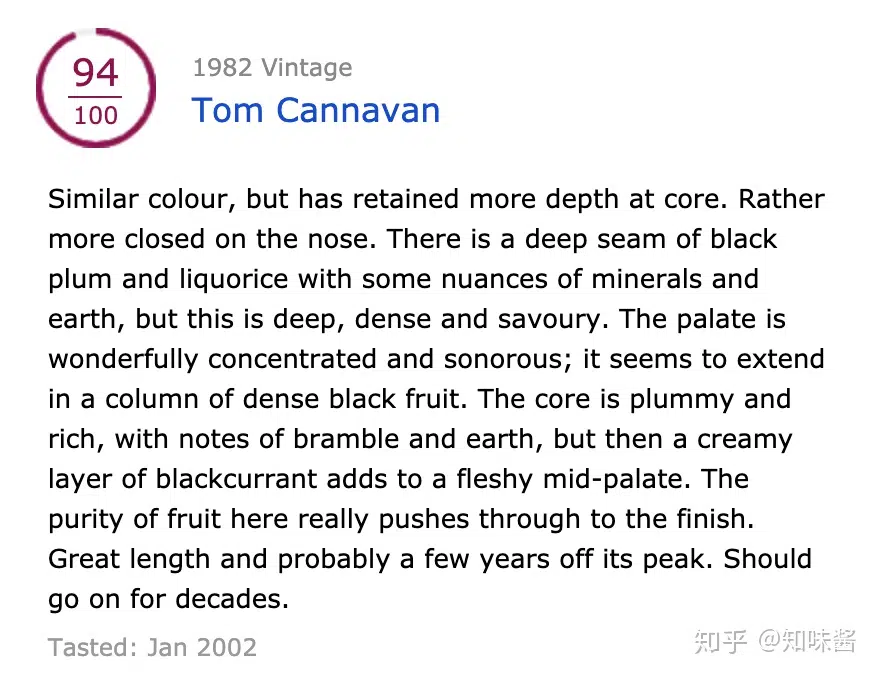 94
100
1982 Vintage
Tom Cannavan
Similar colour, but has retained more depth at core. Rather
more closed on the nose. There is a deep seam of black
plum and liquorice with some nuances of minerals and
earth, but this is deep, dense and savoury. The palate is
wonderfully concentrated and sonorous; it seems to extend
in a column of dense black fruit. The core is plummy and
rich, with notes of bramble and earth, but then a creamy
layer of blackcurrant adds to a fleshy mid-palate. The
purity of fruit here really pushes through to the finish.
Great length and probably a few years off its peak. Should
go on for decades.
Tasted: Jan 2002
知乎 @知味酱